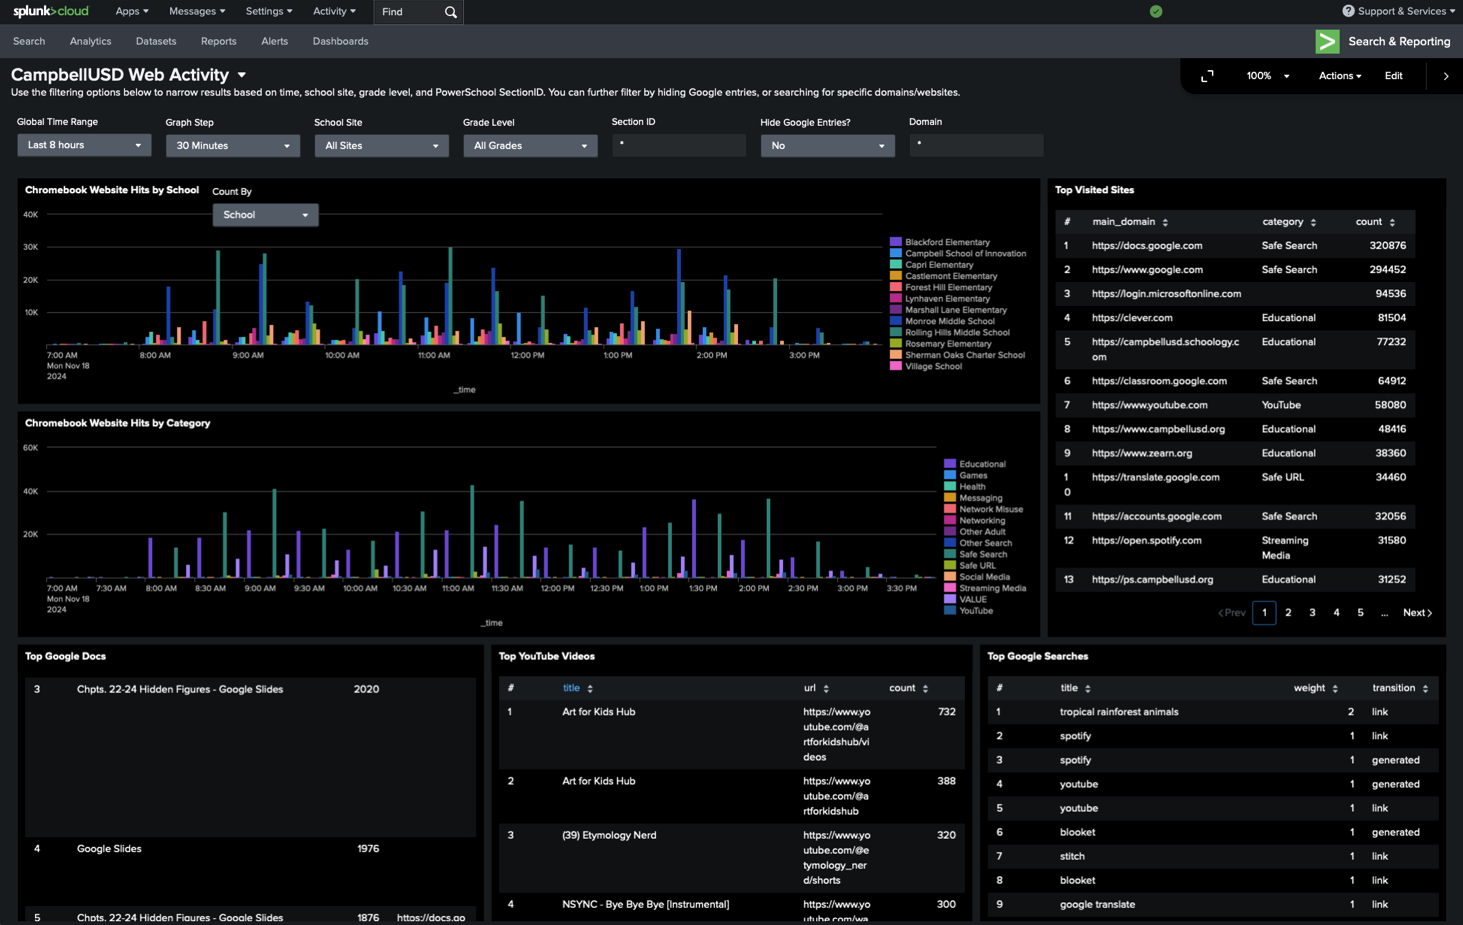 splunk>cloud Apps Messages Settings Activity Find Support & Services
Search Analytics Datasets Reports Alerts Dashboards Search & Reporting
CampbellUSD Web Activity
100% Actions Edit
Use the filtering options below to narrow results based on time, school site, grade level, and PowerSchool SectionID. You can further filter by hiding Google entries, or searching for specific domains/websites.
Global Time Range Graph Step School Site Grade Level Section ID Hide Google Entries? Domain
Last 8 hours 30 Minutes All Sites All Grades * No *
Chromebook Website Hits by School
Count By
School
40K
30K
20K
10K
7:00 AM 8:00 AM 9:00 AM 10:00 AM 11:00 AM 12:00 PM 1:00 PM 2:00 PM 3:00 PM
Mon Nov 18
2024
_time
Blackford Elementary
Campbell School of Innovation
Capri Elementary
Castlemont Elementary
Forest Hill Elementary
Lynhaven Elementary
Marshall Lane Elementary
Monroe Middle School
Rolling Hills Middle School
Rosemary Elementary
Sherman Oaks Charter School
Village School
Chromebook Website Hits by Category
60K
40K
20K
7:00 AM 7:30 AM 8:00 AM 8:30 AM 9:00 AM 9:30 AM 10:00 AM 10:30 AM 11:00 AM 11:30 AM 12:00 PM 12:30 PM 1:00 PM 1:30 PM 2:00 PM 2:30 PM 3:00 PM 3:30 PM
Mon Nov 18
2024
_time
Educational
Games
Health
Messaging
Network Misuse
Networking
Other Adult
Other Search
Safe Search
Safe URL
Social Media
Streaming Media
VALUE
YouTube
Top Visited Sites
# main_domain category count
1 https://docs.google.com Safe Search 320876
2 https://www.google.com Safe Search 294452
3 https://login.microsoftonline.com 94536
4 https://clever.com Educational 81504
5 https://campbellusd.schoology.c Educational 77232
om
6 https://classroom.google.com Safe Search 64912
7 https://www.youtube.com YouTube 58080
8 https://www.campbellusd.org Educational 48416
9 https://www.zearn.org Educational 38360
1 https://translate.google.com Safe URL 34460
0
11 https://accounts.google.com Safe Search 32056
12 https://open.spotify.com Streaming 31580
Media
13 https://ps.campbellusd.org Educational 31252
Prev 1 2 3 4 5 ... Next
Top Google Docs
3 Chpts. 22-24 Hidden Figures - Google Slides 2020
4 Google Slides 1976
5 Chpts. 22-24 Hidden Figures - Google Slides 1876 https://docs.go
Top YouTube Videos
# title url count
1 Art for Kids Hub https://www.yo 732
utube.com/@a
rtforkidshub/vi
deos
2 Art for Kids Hub https://www.yo 388
utube.com/@a
rtforkidshub
3 (39) Etymology Nerd https://www.yo 320
utube.com/@e
tymology_ner
d/shorts
4 NSYNC - Bye Bye Bye [Instrumental] https://www.yo 300
utube.com/wa
Top Google Searches
# title weight transition
1 tropical rainforest animals 2 link
2 spotify 1 link
3 spotify 1 generated
4 youtube 1 generated
5 youtube 1 link
6 blooket 1 generated
7 stitch 1 link
8 blooket 1 link
9 google translate 1 link